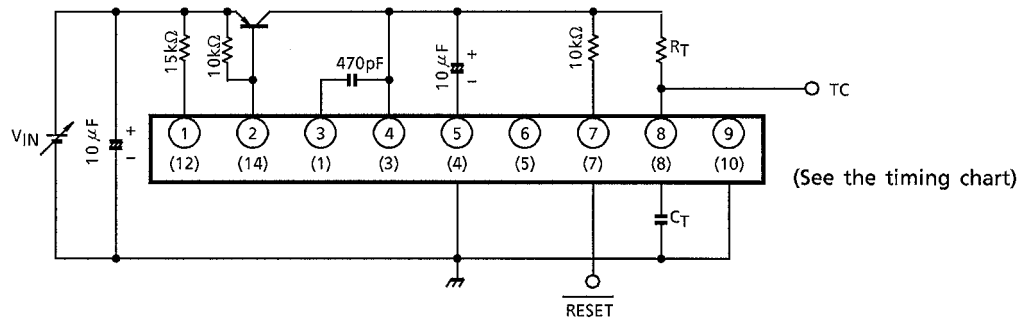 15kΩ
10kΩ
470pF
10μF
+
-
10kΩ
RT
TC
VIN
10μF
+
-
1 2 3 4 5 6 7 8 9
(12) (14) (1) (3) (4) (5) (7) (8) (10)
(See the timing chart)
CT
RESET